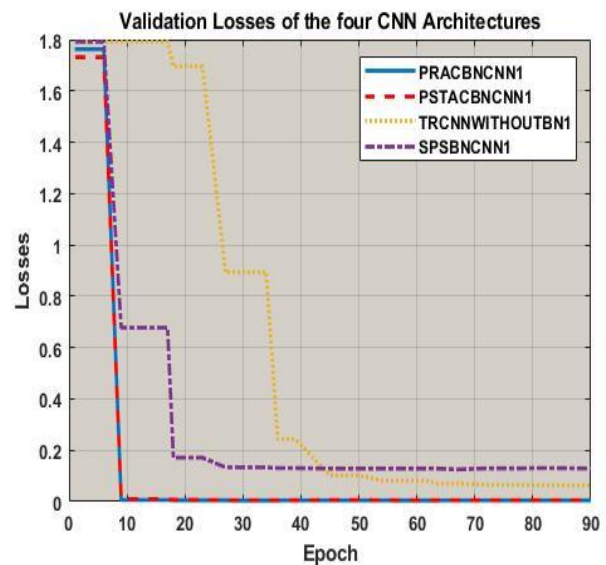 Validation Losses of the four CNN Architectures
1.8
1.6
1.4
1.2
1
0.8
0.6
0.4
0.2
0
Losses
PRACBNCNN1
PSTACBNCNN1
TRCNNWITHOUTBN1
SPSBNCNN1
0 10 20 30 40 50 60 70 80 90
Epoch